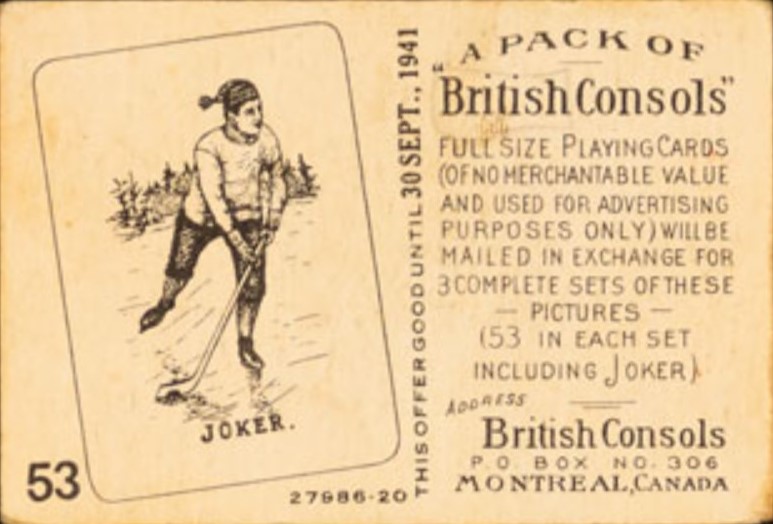 JOKER.
53
27986-20
THIS OFFER GOOD UNTIL 30 SEPT., 1941
"A PACK OF
British Consols"
FULL SIZE PLAYING CARDS
(OF NO MERCHANTABLE VALUE
AND USED FOR ADVERTISING
PURPOSES ONLY) WILL BE
MAILED IN EXCHANGE FOR
3 COMPLETE SETS OF THESE
— PICTURES —
(53 IN EACH SET
INCLUDING JOKER)
ADDRESS
British Consols
P.O. BOX NO. 306
MONTREAL, CANADA